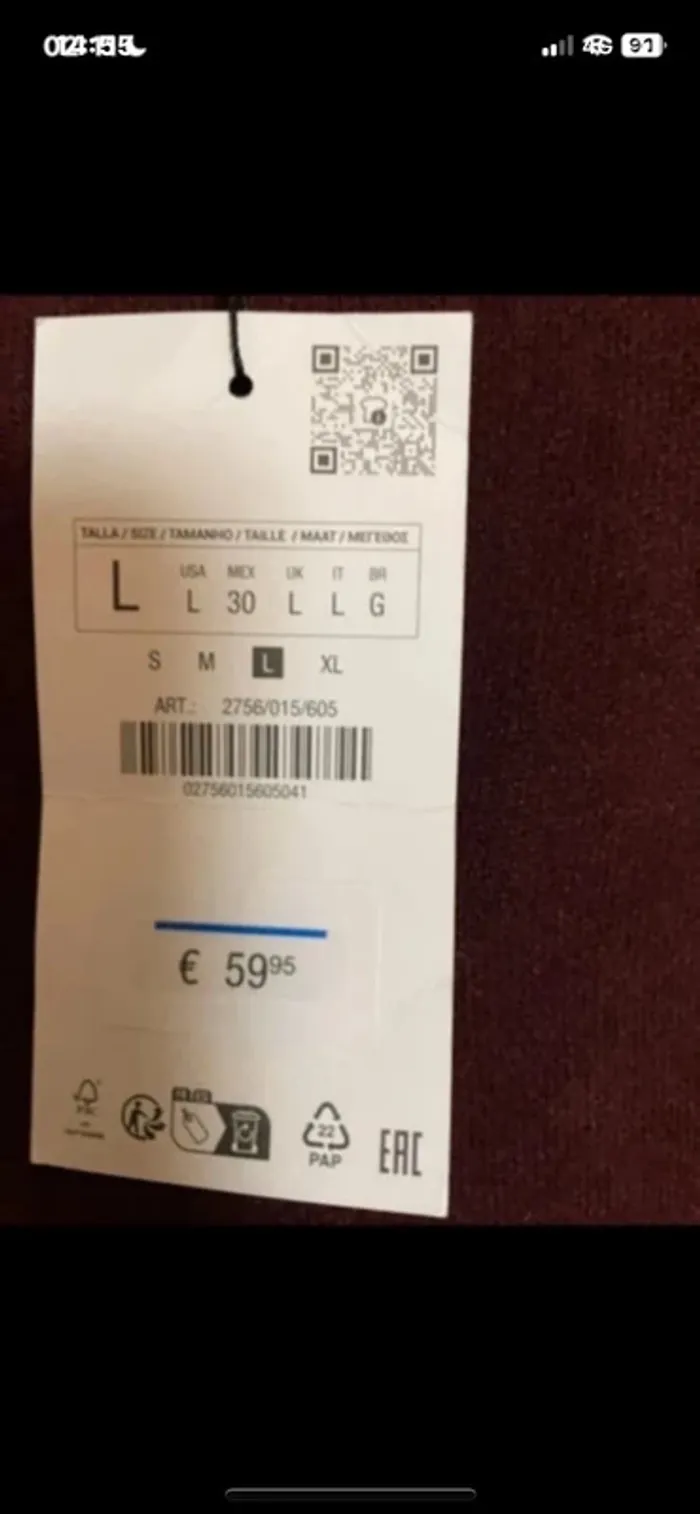 91
TALLA / SIZE / TAMANHO / TAILLE / MAAT / ΜΕΓΕΘΟΣ
L
USA MEX UK IT BR
L 30 L L G
S M L XL
ART.: 2756/015/605
02756015605041
€ 5995
22
PAP
EAC